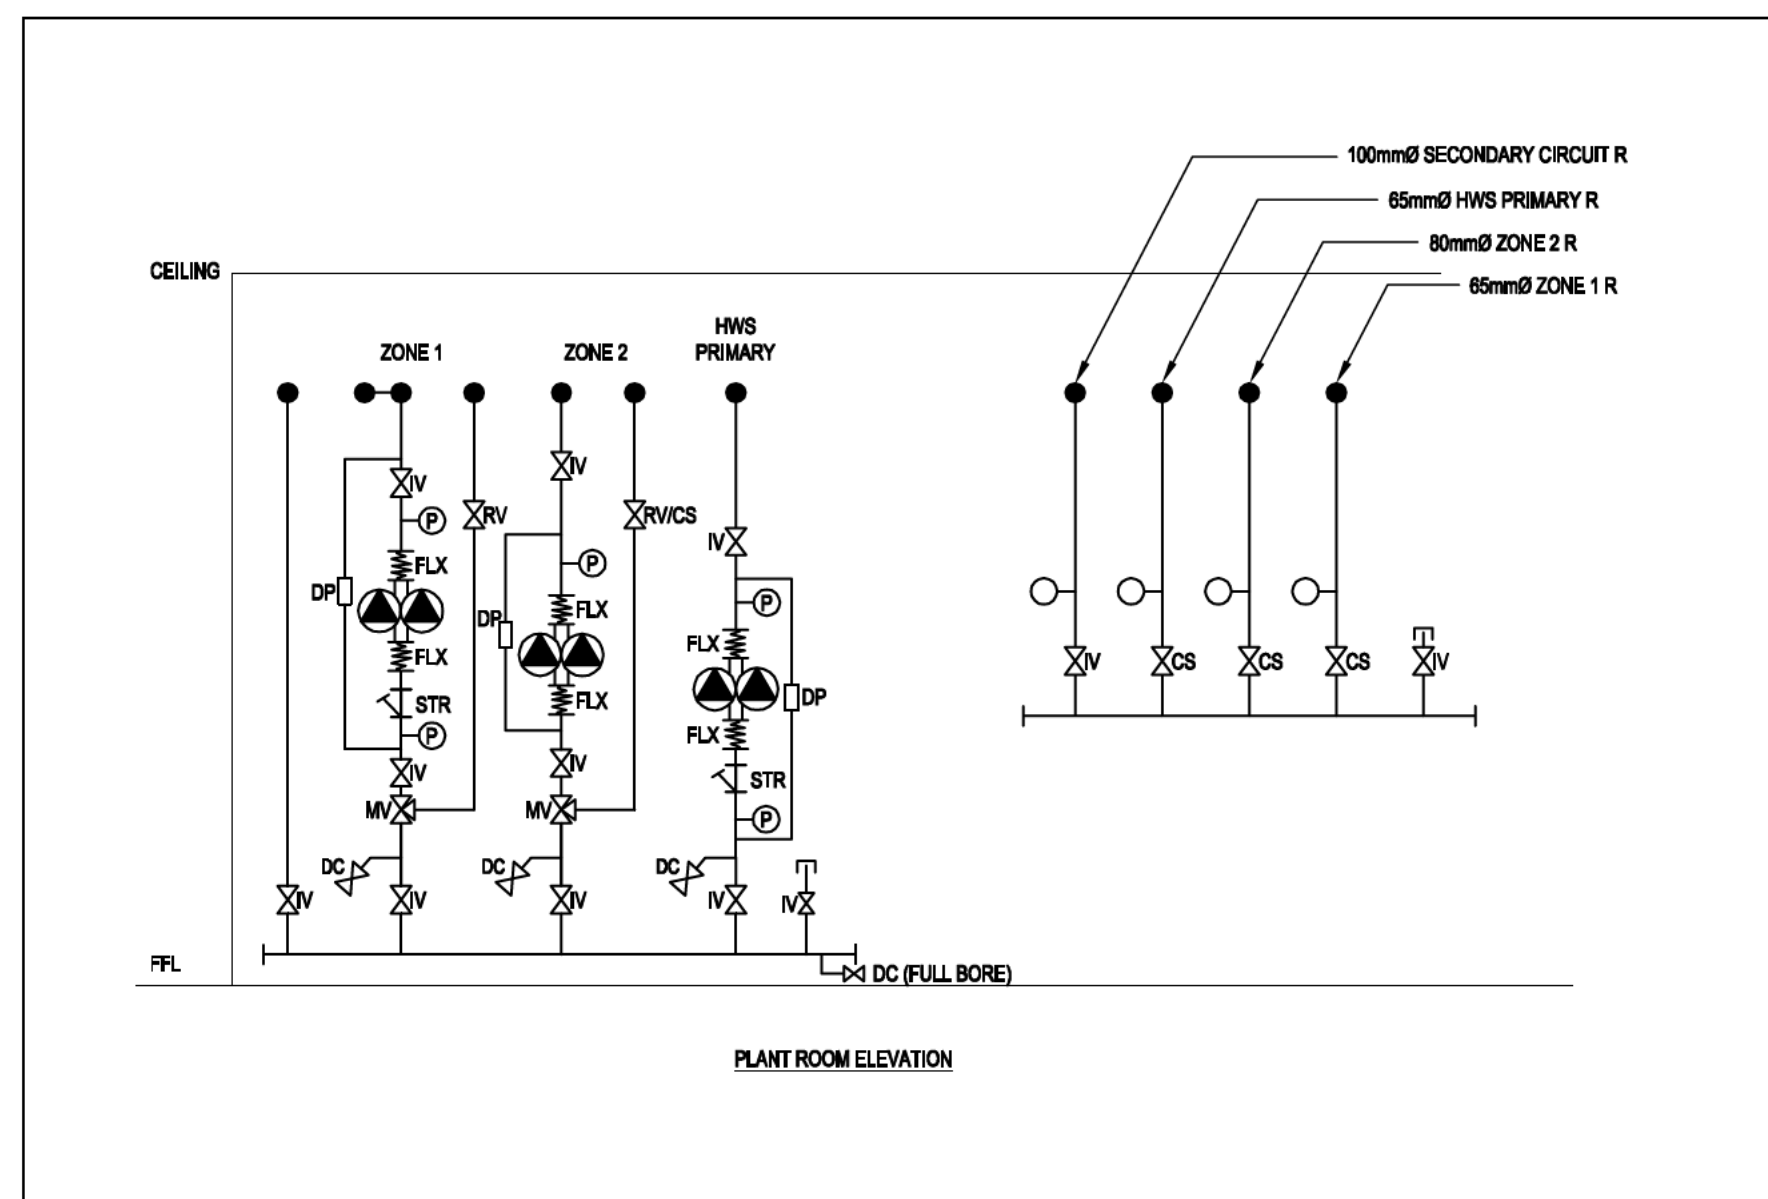 100mmØ SECONDARY CIRCUIT R
65mmØ HWS PRIMARY R
80mmØ ZONE 2 R
65mmØ ZONE 1 R
CEILING
ZONE 1
ZONE 2
HWS
PRIMARY
IV
IV
P
RV
RV/CS
IV
FLX
P
DP
DP
FLX
P
FLX
FLX
FLX
STR
P
FLX
DP
FLX
IV
CS
CS
CS
IV
IV
IV
STR
MV
MV
P
DC
DC
DC
IV
IV
IV
IV
IV
FFL
DC (FULL BORE)
PLANT ROOM ELEVATION